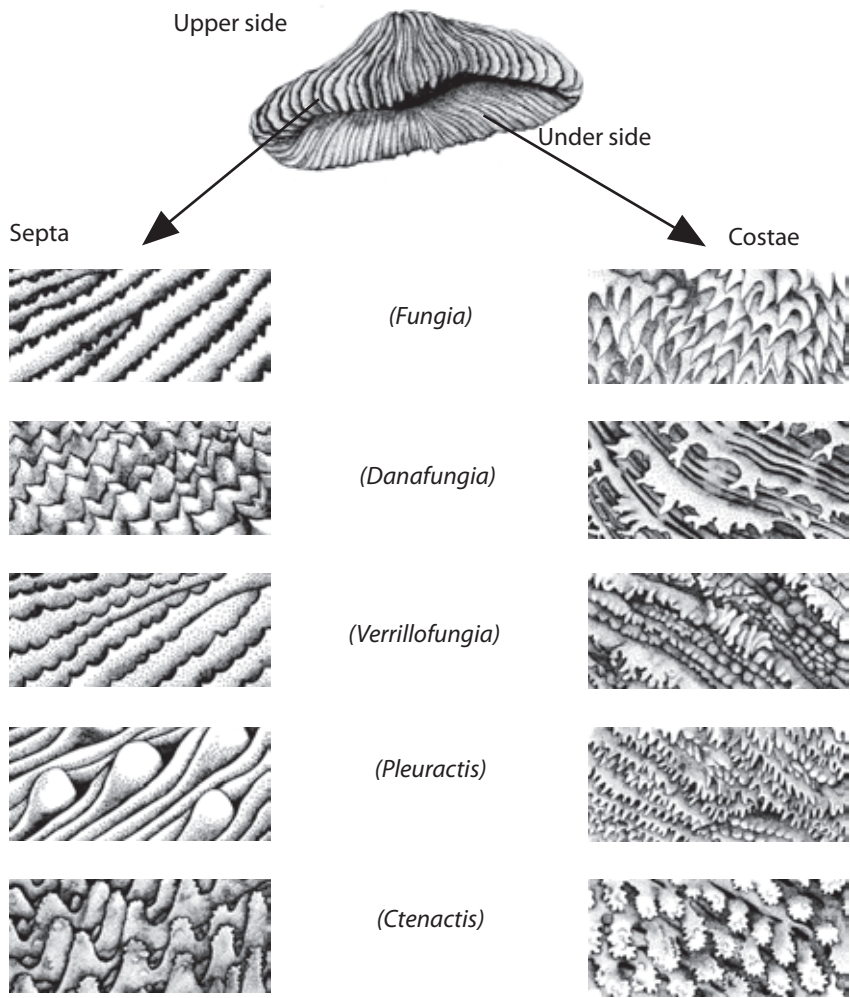 Upper side
Under side
Septa
Costae
(Fungia)
(Danafungia)
(Verrillofungia)
(Pleuractis)
(Ctenactis)